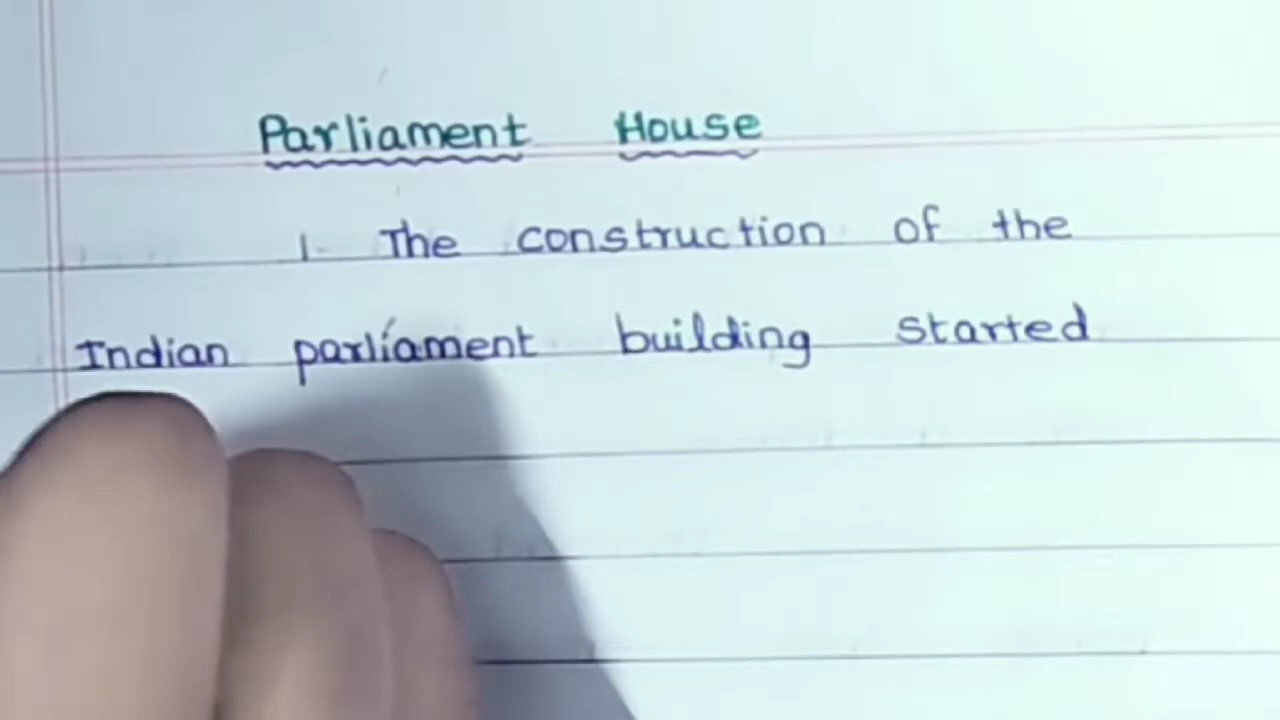 Parliament House
1. The construction of the
Indian parliament building started